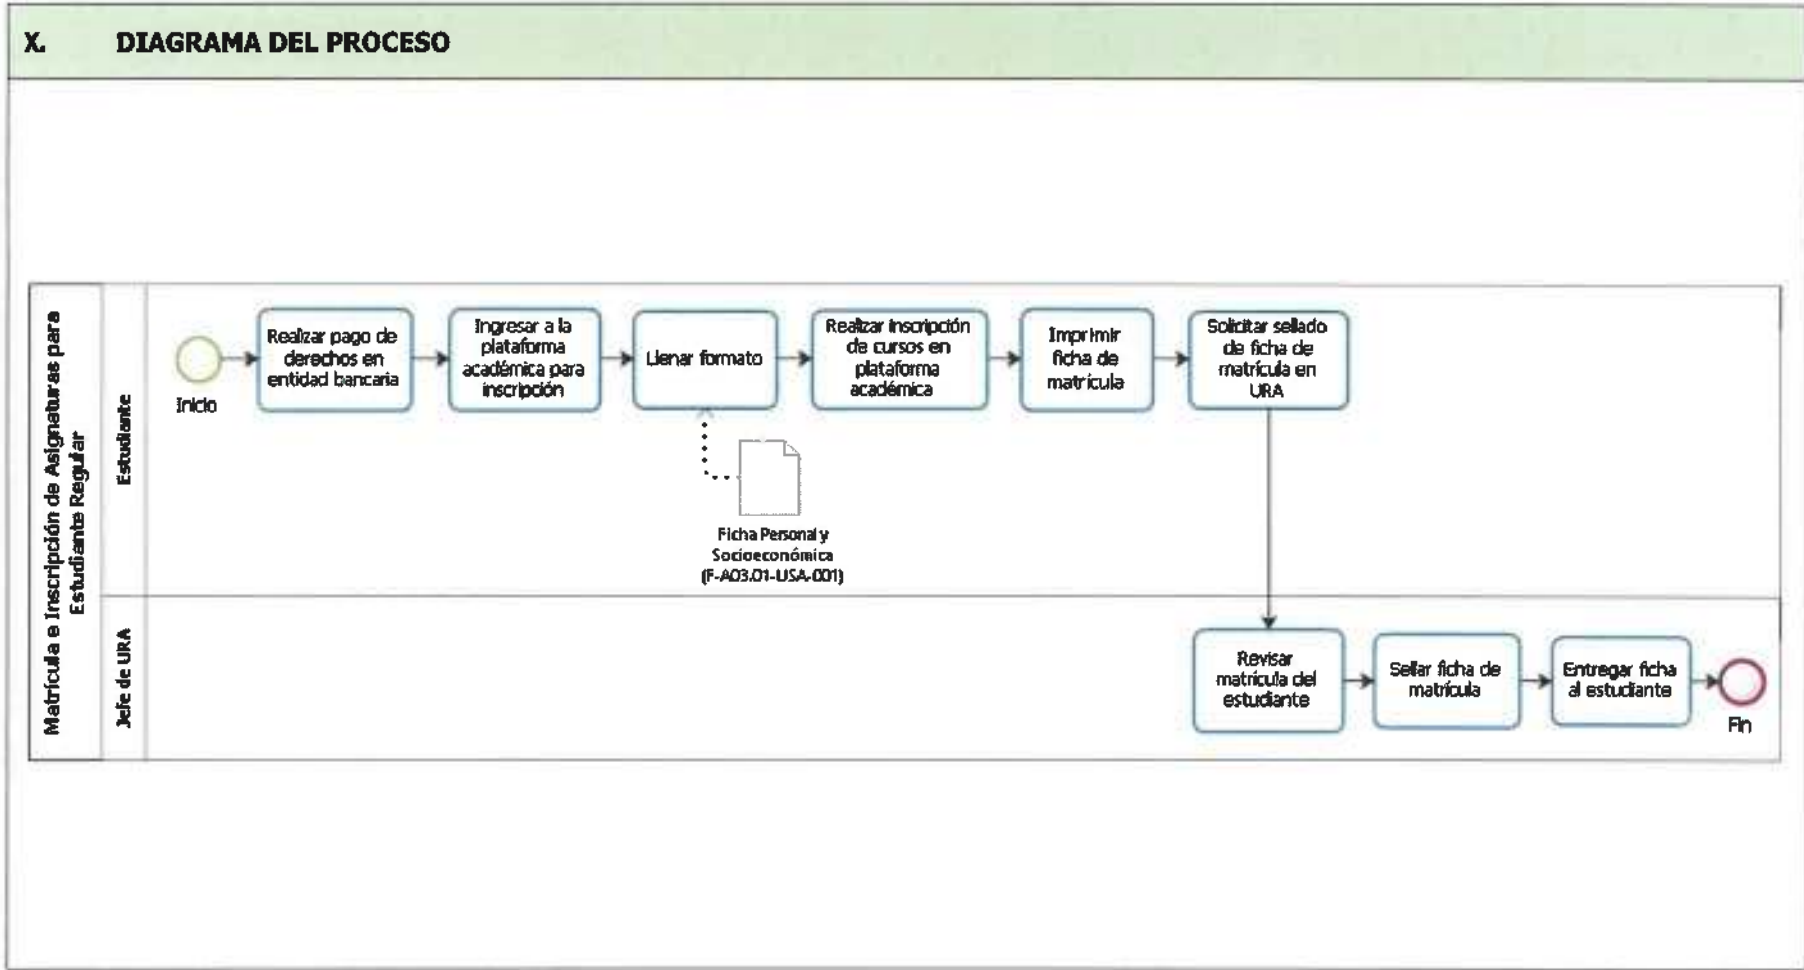 X. DIAGRAMA DEL PROCESO
Matrícula e Inscripción de Asignaturas para
Estudiante Regular
Estudiante
Inicio
Realizar pago de
derechos en
entidad bancaria
Ingresar a la
plataforma
académica para
inscripción
Llenar formato
Ficha Personal y
Socioeconómica
(F-A03.01-USA-001)
Realizar inscripción
de cursos en
plataforma
académica
Imprimir
ficha de
matrícula
Solicitar sellado
de ficha de
matrícula en
URA
Jefe de URA
Revisar
matrícula del
estudiante
Sellar ficha de
matrícula
Entregar ficha
al estudiante
Fin